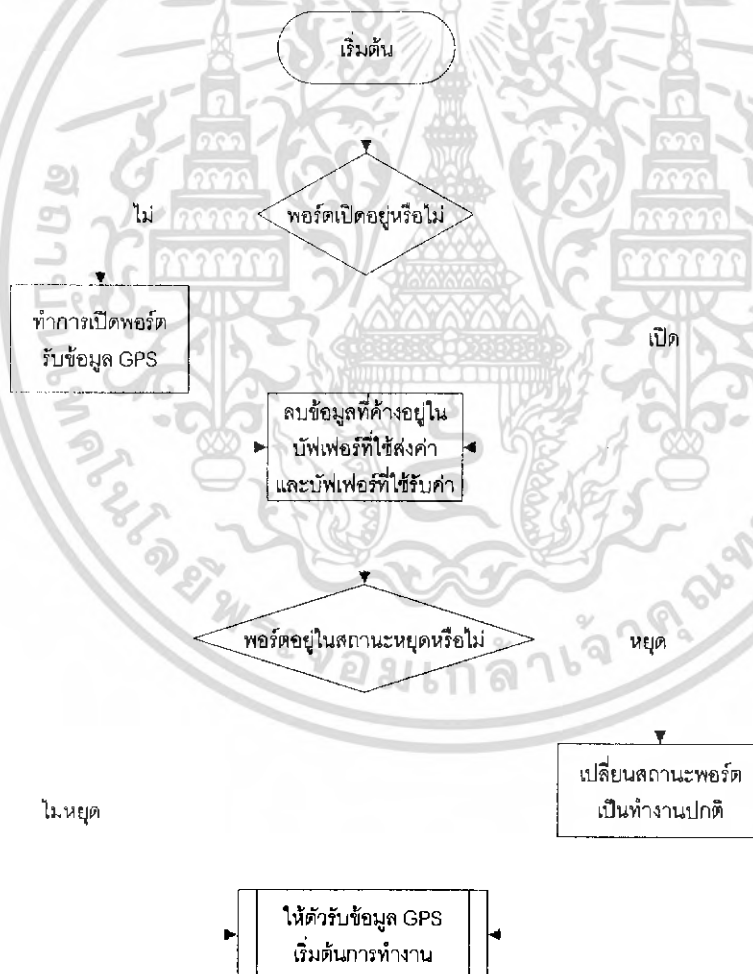 เริ่มต้น
พอร์ตเปิดอยู่หรือไม่
ไม่
ทำการเปิดพอร์ต
รับข้อมูล GPS
เปิด
ลบข้อมูลที่ค้างอยู่ใน
บัฟเฟอร์ที่ใช้ส่งค่า
และบัฟเฟอร์ที่ใช้รับค่า
พอร์ตอยู่ในสถานะหยุดหรือไม่
หยุด
เปลี่ยนสถานะพอร์ต
เป็นทำงานปกติ
ไม่หยุด
ให้ตัวรับข้อมูล GPS
เริ่มต้นการทำงาน